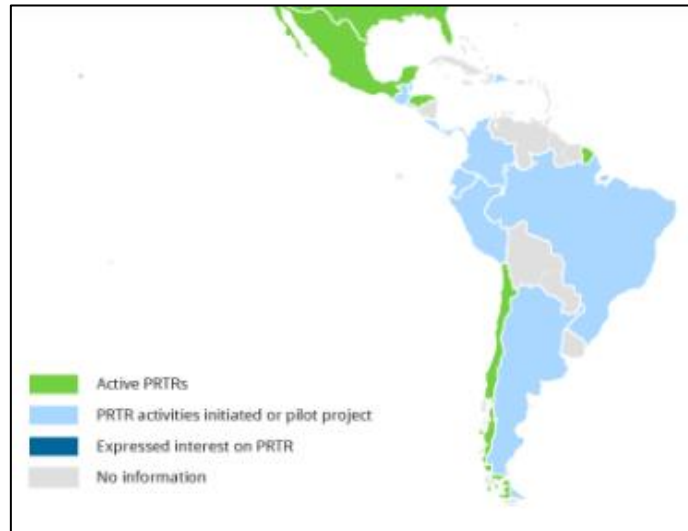 Active PRTRs
PRTR activities initiated or pilot project
Expressed interest on PRTR
No information